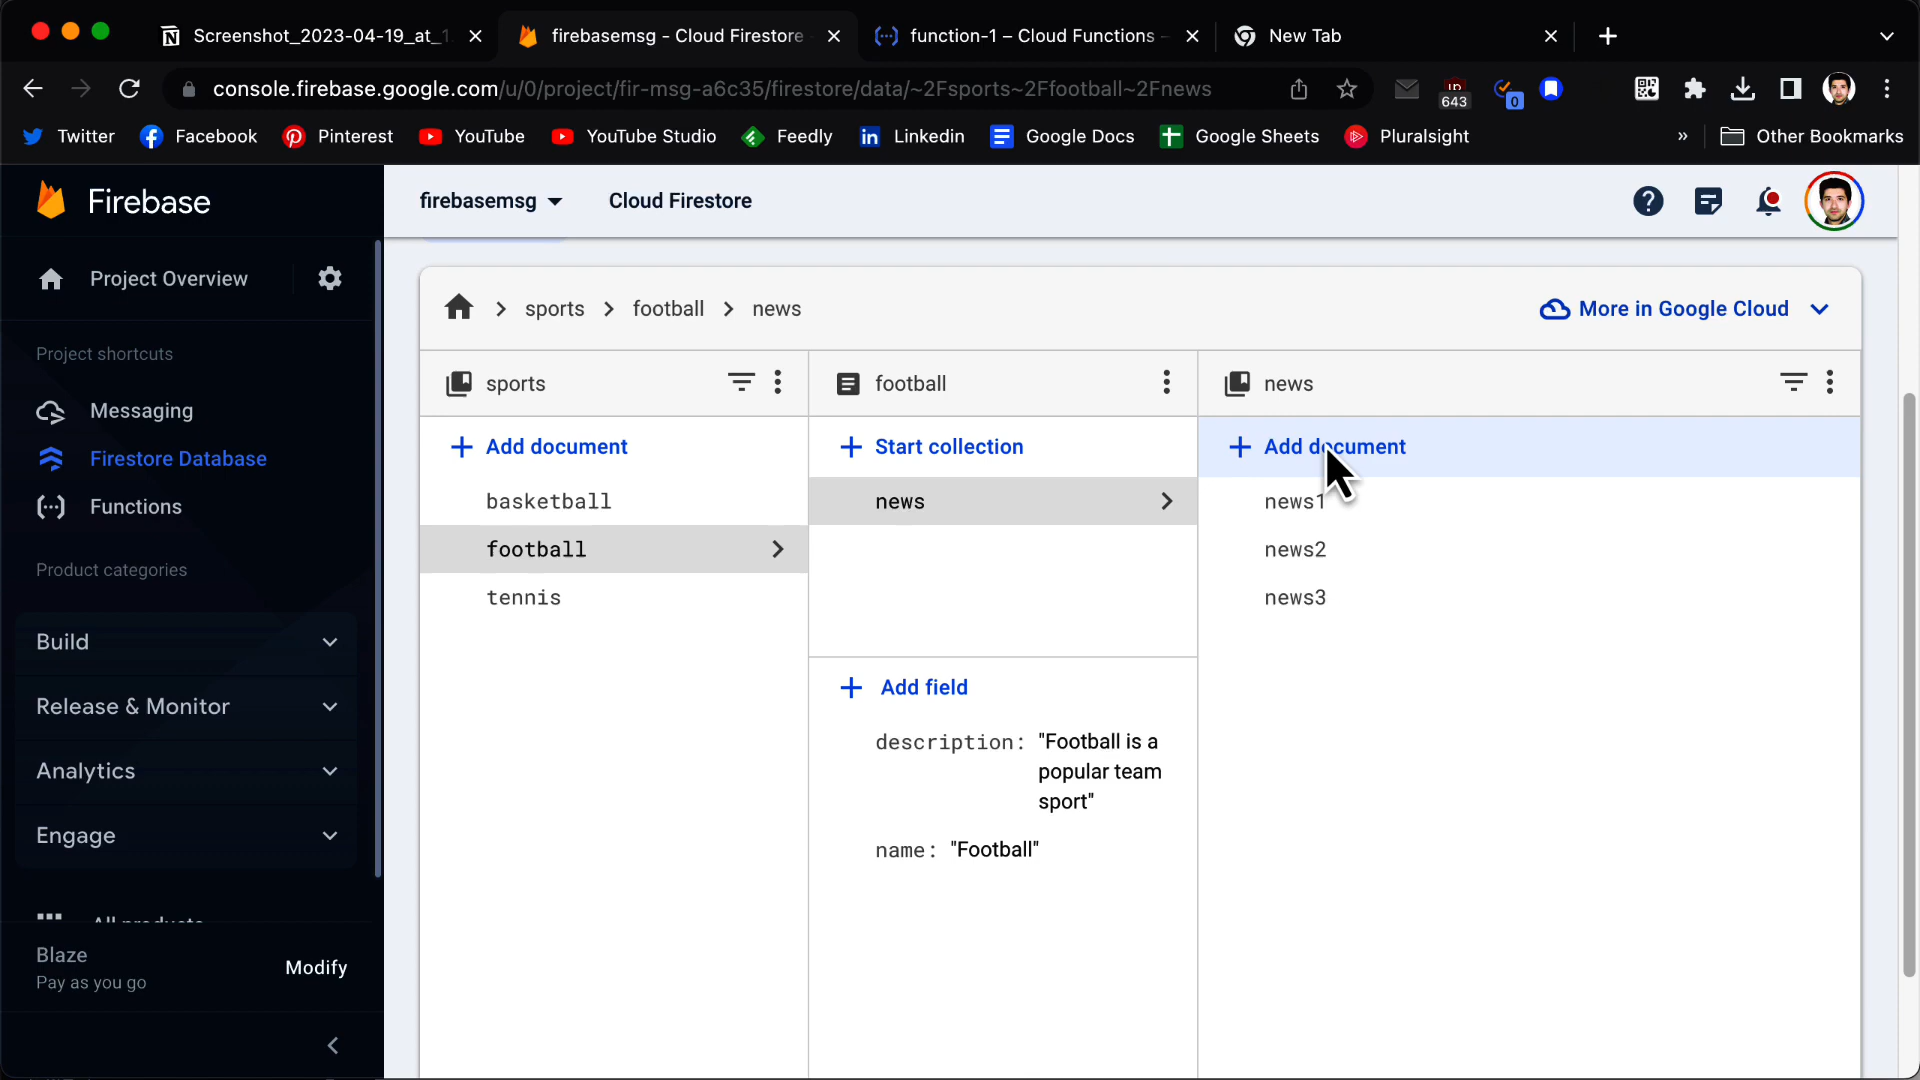 Screenshot_2023-04-19_at_1
firebasemsg - Cloud Firestore
function-1 – Cloud Functions -
New Tab
console.firebase.google.com/u/0/project/fir-msg-a6c35/firestore/data/~2Fsports~2Ffootball~2Fnews
643
0
Twitter
Facebook
Pinterest
YouTube
YouTube Studio
Feedly
Linkedin
Google Docs
Google Sheets
Pluralsight
»
Other Bookmarks
Firebase
firebasemsg
Cloud Firestore
Project Overview
sports
football
news
More in Google Cloud
Project shortcuts
Messaging
Firestore Database
Functions
Product categories
Build
Release & Monitor
Analytics
Engage
All products
Blaze
Pay as you go
Modify
sports
Add document
basketball
football
tennis
football
Start collection
news
Add field
description: "Football is a
popular team
sport"
name: "Football"
news
Add document
news1
news2
news3